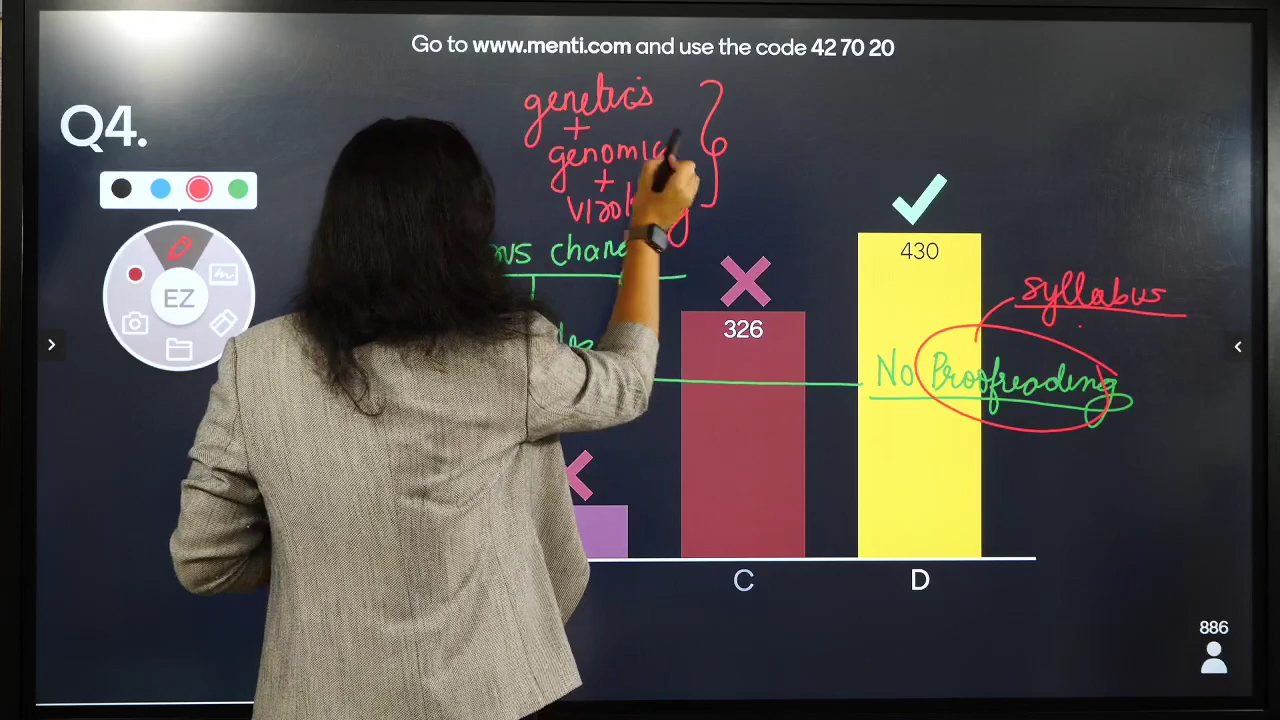 Go to www.menti.com and use the code 42 70 20
Q4.
genetics
+
genomic
+
EZ
430
326
syllabus
No Proofreading
C
D
886